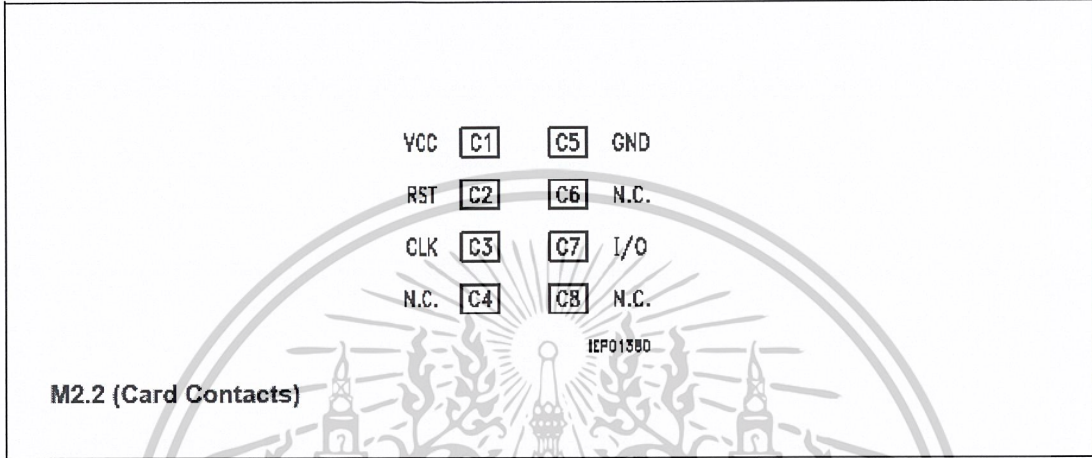 VCC C1 C5 GND
RST C2 C6 N.C.
CLK C3 C7 I/O
N.C. C4 C8 N.C.
IEP01380
M2.2 (Card Contacts)